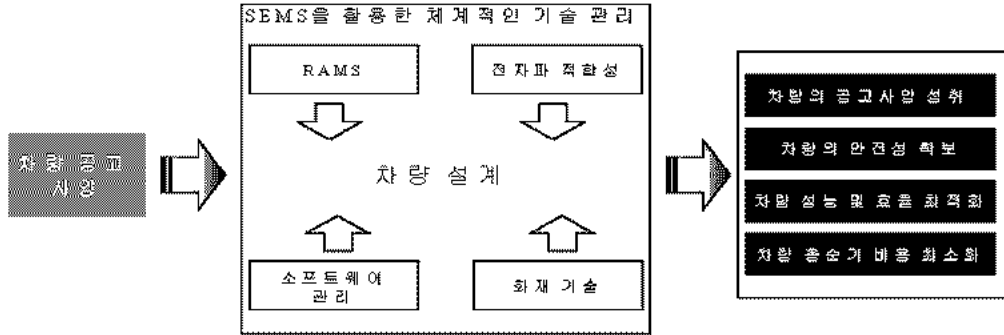 SEMS을 활용한 체계적인 기술 관리
RAMS
전자파 적합성
차량 공고
사양
차량 설계
소프트웨어
관리
화재 기술
차량의 공고사양 성취
차량의 안전성 확보
차량 성능 및 효율 최적화
차량 총순기 비용 최소화